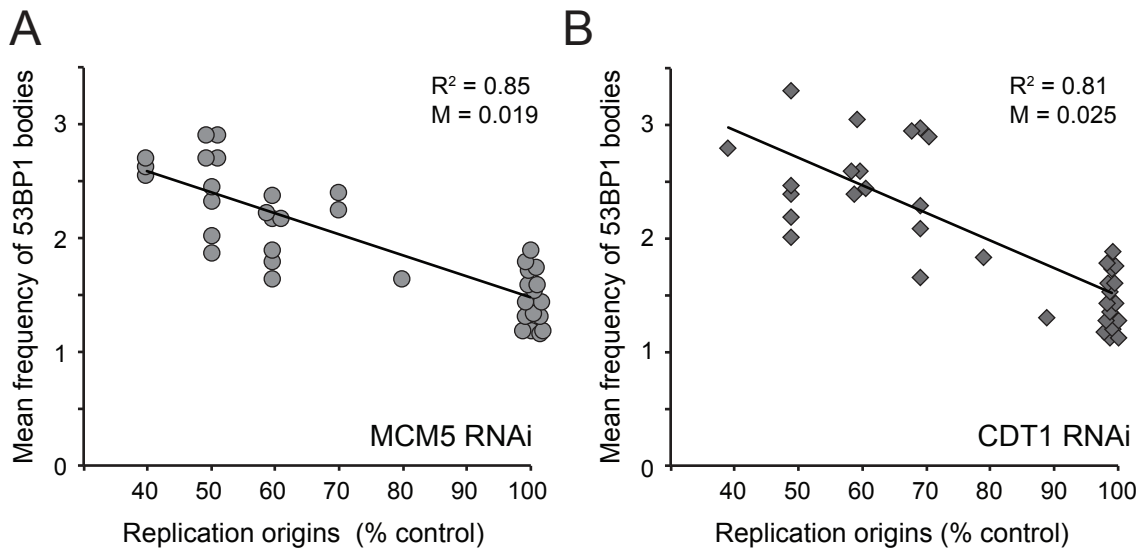 A
Mean frequency of 53BP1 bodies
3
2
1
0
R² = 0.85
M = 0.019
MCM5 RNAi
40 50 60 70 80 90 100
Replication origins (% control)
B
Mean frequency of 53BP1 bodies
3
2
1
0
R² = 0.81
M = 0.025
CDT1 RNAi
40 50 60 70 80 90 100
Replication origins (% control)